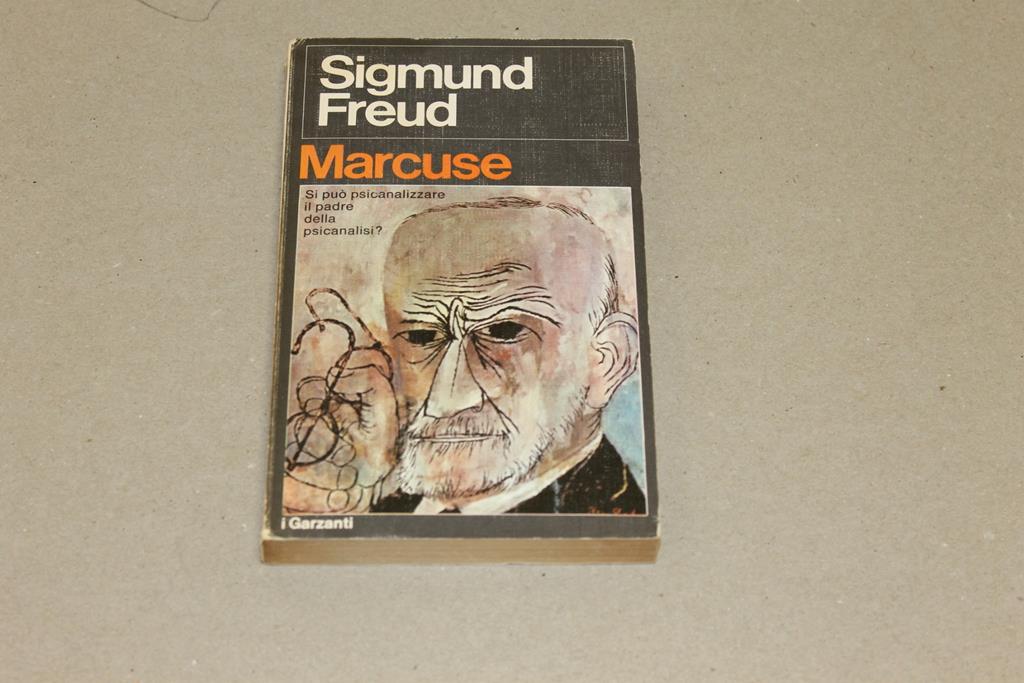 Sigmund
Freud
Marcuse
Si può psicanalizzare
il padre
della
psicanalisi?
i Garzanti